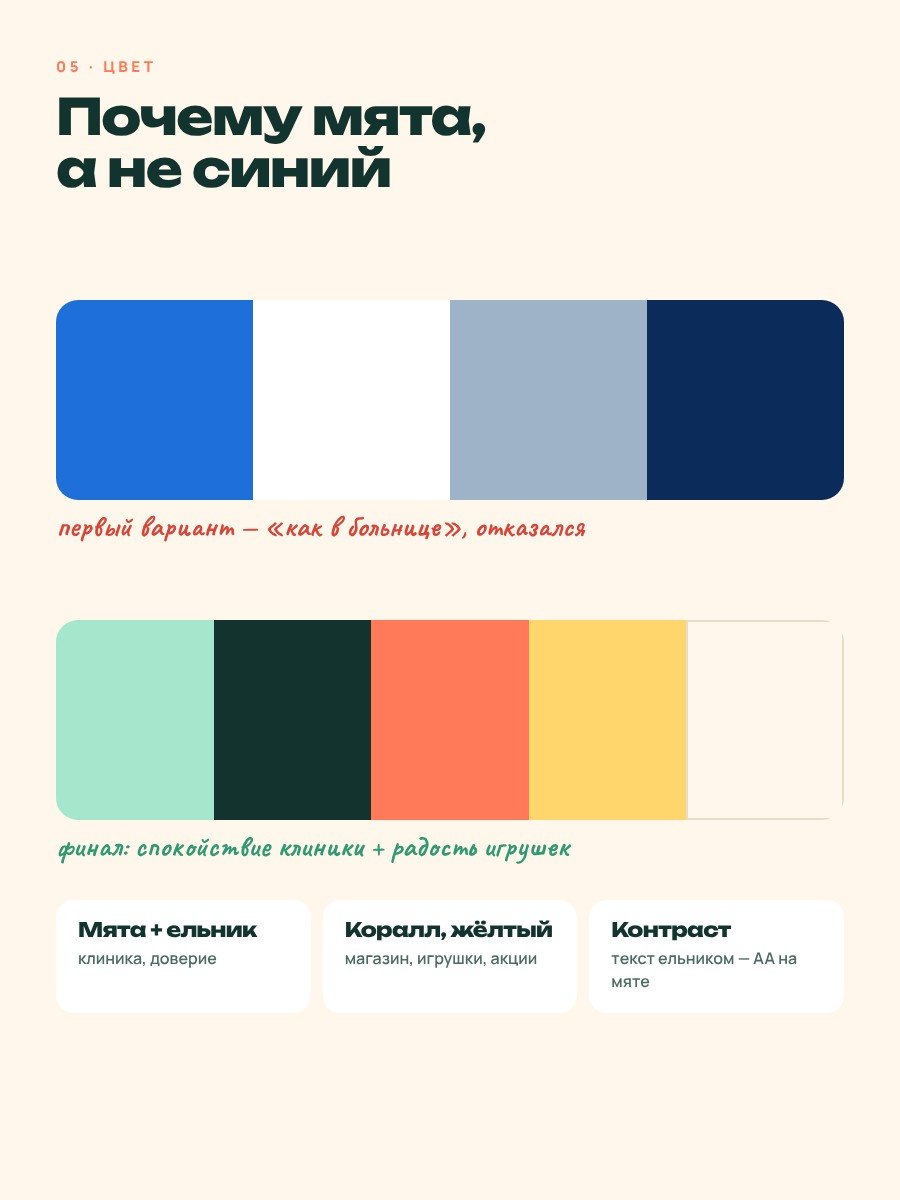 05 · ЦВЕТ
Почему мята,
а не синий
первый вариант — «как в больнице», отказался
финал: спокойствие клиники + радость игрушек
Мята + ельник
клиника, доверие
Коралл, жёлтый
магазин, игрушки, акции
Контраст
текст ельником — AA на
мяте